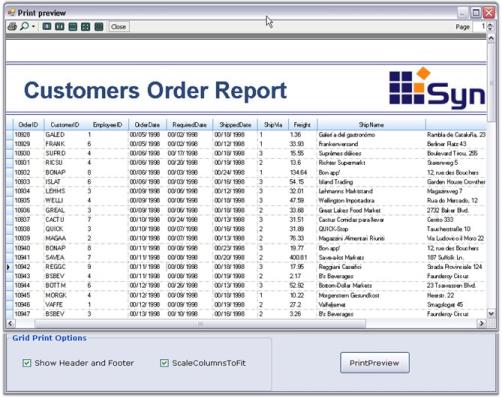 Print preview
Close Page 1
Customers Order Report Syn
OrderID CustomerID EmployeeID OrderDate RequiredDate ShippedDate ShipVia Freight ShipName
10928 GALED 1 00/05/1998 00/02/1998 00/18/1998 1 1.36 Galería del gastronómo Rambla de Cataluña, 23
10929 FRANK 6 00/05/1998 00/02/1998 00/12/1998 1 33.93 Frankenversand Berliner Platz 43
10930 SUPRD 4 00/06/1998 00/17/1998 00/18/1998 3 15.55 Suprêmes délices Boulevard Tirou, 255
10931 RICSU 4 00/06/1998 00/20/1998 00/19/1998 2 13.6 Richter Supermarkt Starenweg 5
10932 BONAP 8 00/06/1998 00/03/1998 00/24/1998 1 134.64 Bon app' 12, rue des Bouchers
10933 ISLAT 6 00/06/1998 00/03/1998 00/16/1998 3 54.15 Island Trading Garden House Crowther
10934 LEHMS 3 00/09/1998 00/06/1998 00/12/1998 3 32.01 Lehmanns Marktstand Magazinweg 7
10935 WELLI 4 00/09/1998 00/06/1998 00/18/1998 3 47.59 Wellington Importadora Rua do Mercado, 12
10936 GREAL 3 00/09/1998 00/06/1998 00/18/1998 2 33.68 Great Lakes Food Market 2732 Baker Blvd.
10937 CACTU 7 00/10/1998 00/24/1998 00/13/1998 3 31.51 Cactus Comidas para llevar Cerrito 333
10938 QUICK 3 00/10/1998 00/07/1998 00/16/1998 2 31.89 QUICK-Stop Taucherstraße 10
10939 MAGAA 2 00/10/1998 00/07/1998 00/13/1998 2 76.33 Magazzini Alimentari Riuniti Via Ludovico il Moro 22
10940 BONAP 8 00/11/1998 00/08/1998 00/23/1998 3 19.77 Bon app' 12, rue des Bouchers
10941 SAVEA 7 00/11/1998 00/08/1998 00/20/1998 2 400.81 Save-a-lot Markets 187 Suffolk Ln.
10942 REGGC 9 00/11/1998 00/08/1998 00/18/1998 3 17.95 Reggiani Caseifici Strada Provinciale 124
10943 BSBEV 4 00/11/1998 00/08/1998 00/19/1998 2 2.17 B's Beverages Fauntleroy Circus
10944 BOTTM 6 00/12/1998 00/26/1998 00/13/1998 3 52.92 Bottom-Dollar Markets 23 Tsawassen Blvd.
10945 MORGK 4 00/12/1998 00/09/1998 00/18/1998 1 10.22 Morgenstern Gesundkost Heerstr. 22
10946 VAFFE 1 00/12/1998 00/09/1998 00/19/1998 2 27.2 Vaffeljernet Smagsløget 45
10947 BSBEV 3 00/13/1998 00/10/1998 00/16/1998 2 3.26 B's Beverages Fauntleroy Circus
Grid Print Options
Show Header and Footer ScaleColumnsToFit PrintPreview